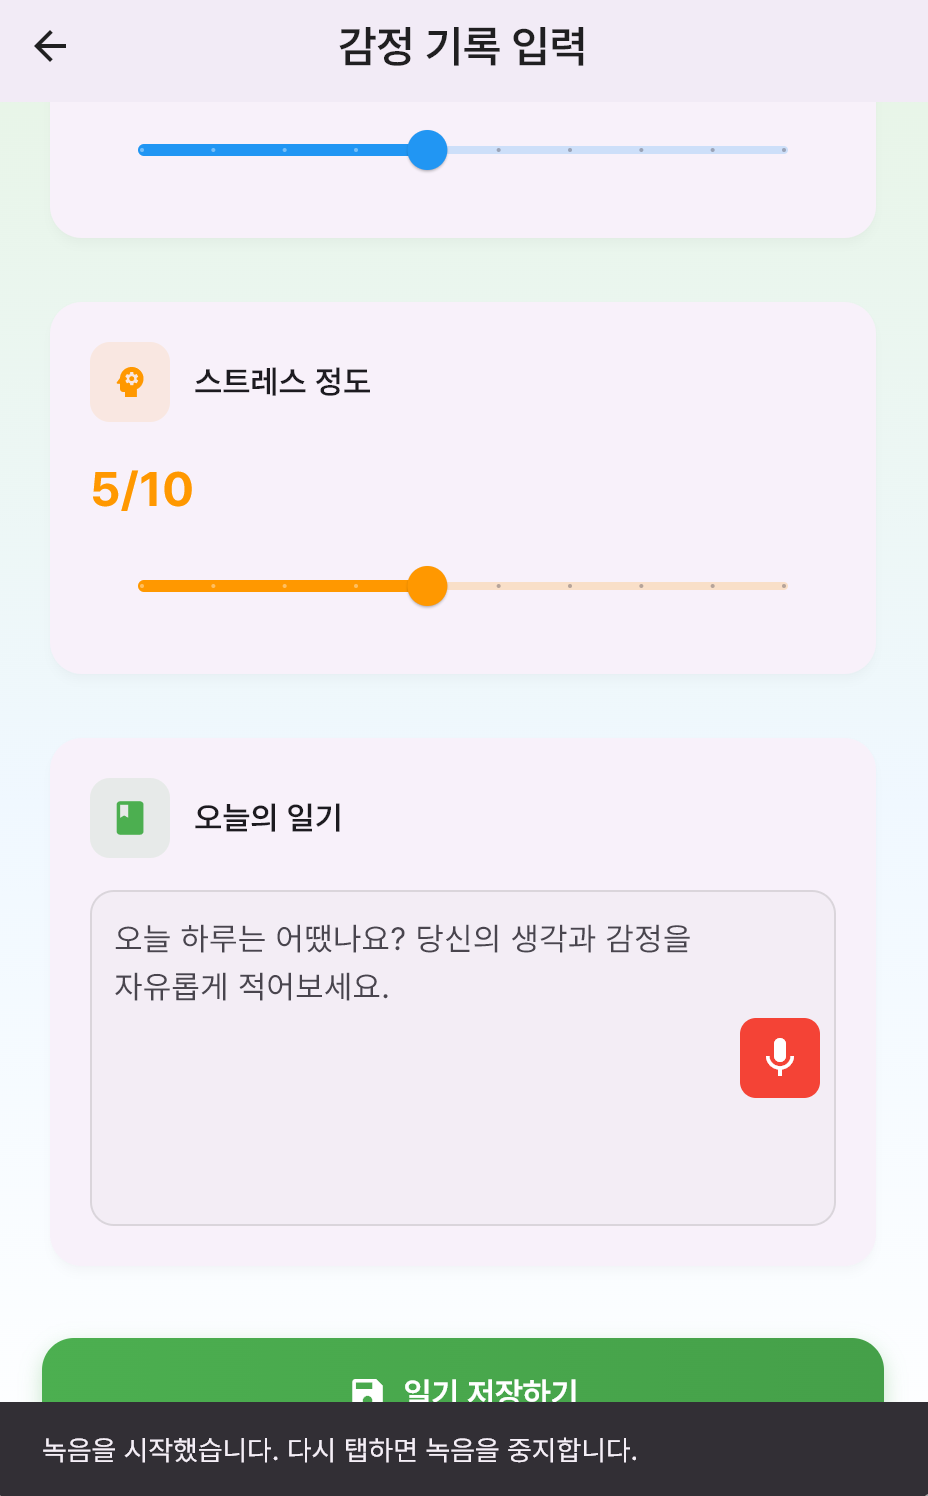 감정 기록 입력
스트레스 정도
5/10
오늘의 일기
오늘 하루는 어땠나요? 당신의 생각과 감정을
자유롭게 적어보세요.
일기 저장하기
녹음을 시작했습니다. 다시 탭하면 녹음을 중지합니다.